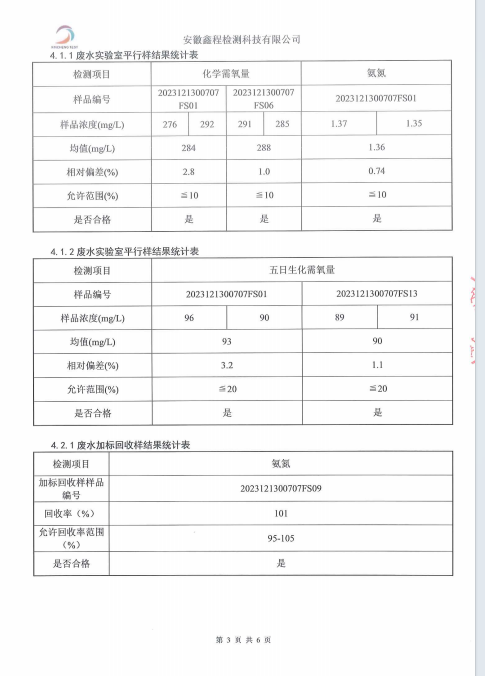 安徽鑫程检测科技有限公司
4.1.1废水实验室平行样结果统计表
检测项目 化学需氧量 氨氮
样品编号 2023121300707FS01 2023121300707FS06 2023121300707FS01
样品浓度(mg/L) 276 292 291 285 1.37 1.35
均值(mg/L) 284 288 1.36
相对偏差(%) 2.8 1.0 0.74
允许范围(%) ≦10 ≦10 ≦10
是否合格 是 是 是
4.1.2废水实验室平行样结果统计表
检测项目 五日生化需氧量
样品编号 2023121300707FS01 2023121300707FS13
样品浓度(mg/L) 96 90 89 91
均值(mg/L) 93 90
相对偏差(%) 3.2 1.1
允许范围(%) ≦20 ≦20
是否合格 是 是
4.2.1废水加标回收样结果统计表
检测项目 氨氮
加标回收样样品
编号 2023121300707FS09
回收率（%） 101
允许回收率范围
（%） 95-105
是否合格 是
第 3 页 共 6 页